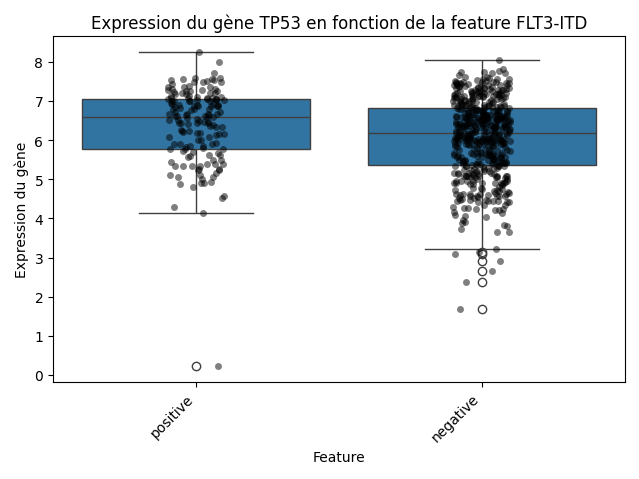 Expression du gène TP53 en fonction de la feature FLT3-ITD
Expression du gène
8
7
6
5
4
3
2
1
0
positive
negative
Feature